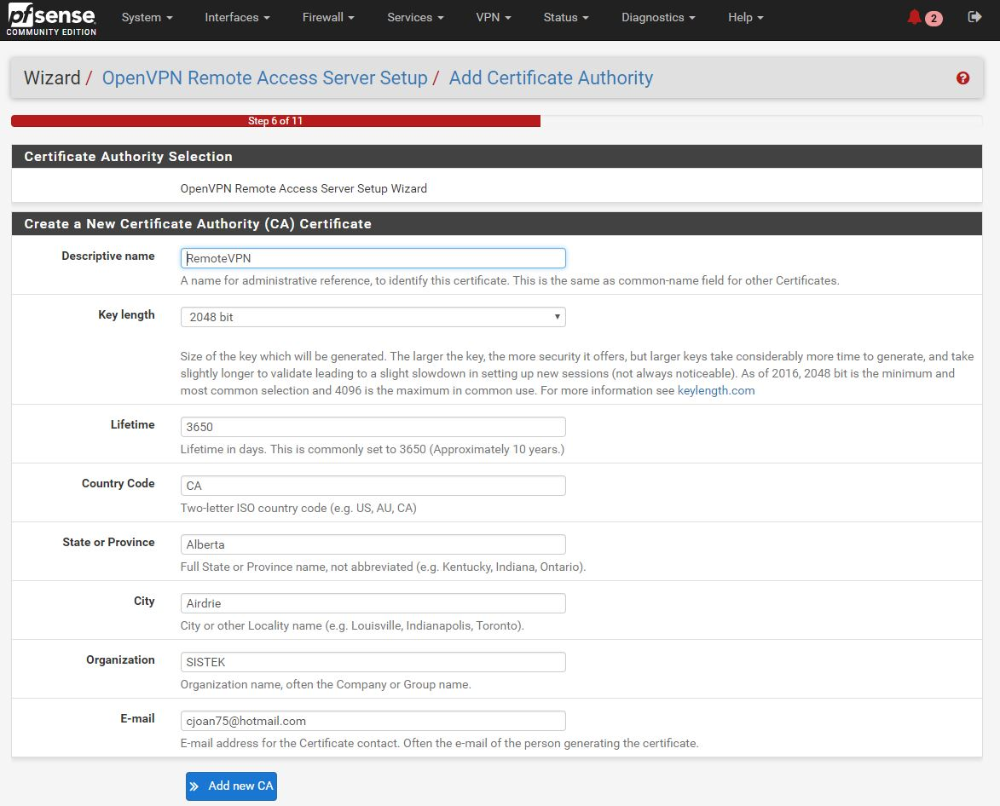 pfsense
COMMUNITY EDITION
System Interfaces Firewall Services VPN Status Diagnostics Help 2
Wizard / OpenVPN Remote Access Server Setup / Add Certificate Authority
Step 6 of 11
Certificate Authority Selection
OpenVPN Remote Access Server Setup Wizard
Create a New Certificate Authority (CA) Certificate
Descriptive name RemoteVPN
A name for administrative reference, to identify this certificate. This is the same as common-name field for other Certificates.
Key length 2048 bit
Size of the key which will be generated. The larger the key, the more security it offers, but larger keys take considerably more time to generate, and take
slightly longer to validate leading to a slight slowdown in setting up new sessions (not always noticeable). As of 2016, 2048 bit is the minimum and
most common selection and 4096 is the maximum in common use. For more information see keylength.com
Lifetime 3650
Lifetime in days. This is commonly set to 3650 (Approximately 10 years.)
Country Code CA
Two-letter ISO country code (e.g. US, AU, CA)
State or Province Alberta
Full State or Province name, not abbreviated (e.g. Kentucky, Indiana, Ontario).
City Airdrie
City or other Locality name (e.g. Louisville, Indianapolis, Toronto).
Organization SISTEK
Organization name, often the Company or Group name.
E-mail cjoan75@hotmail.com
E-mail address for the Certificate contact. Often the e-mail of the person generating the certificate.
» Add new CA